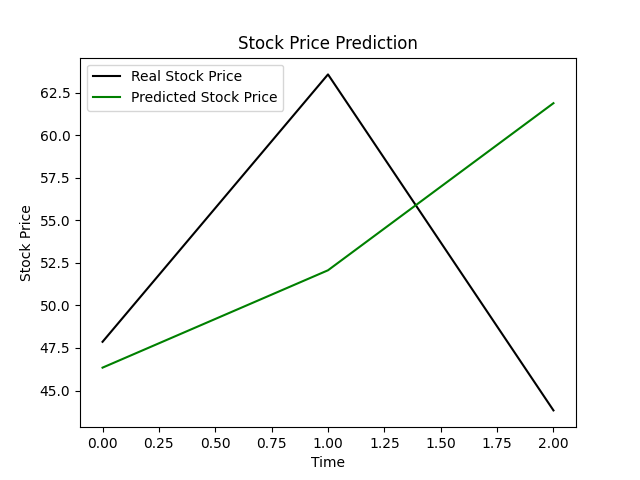 Stock Price Prediction
Real Stock Price
Predicted Stock Price
Stock Price
62.5
60.0
57.5
55.0
52.5
50.0
47.5
45.0
0.00 0.25 0.50 0.75 1.00 1.25 1.50 1.75 2.00
Time